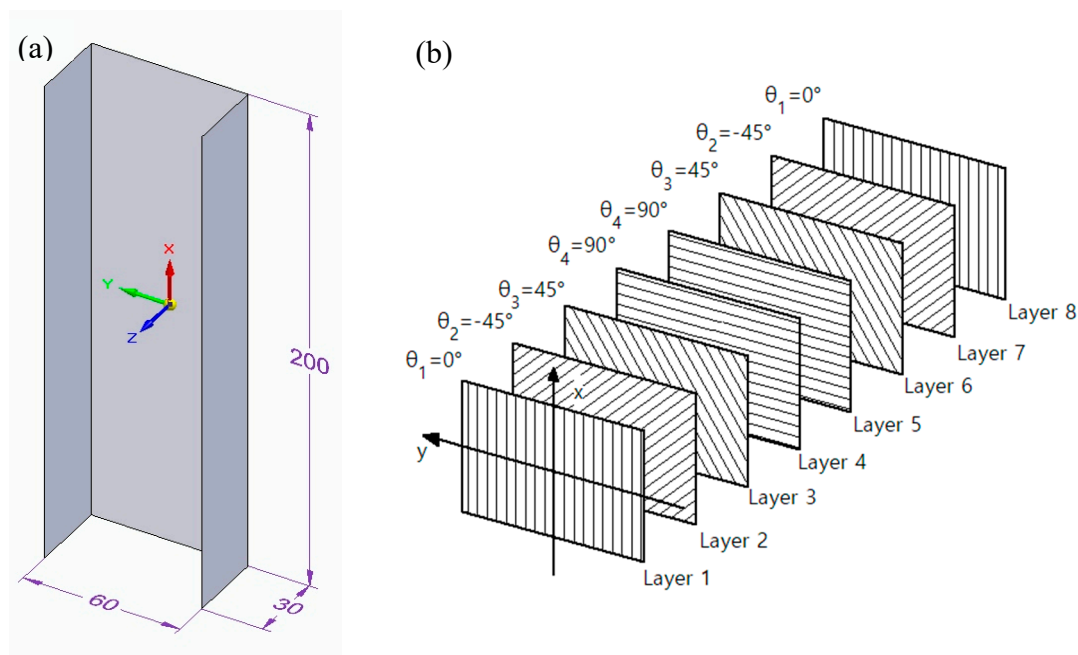 (a)
X
Y
Z
200
60
30
(b)
θ1=0°
θ2=-45°
θ3=45°
θ4=90°
θ4=90°
θ3=45°
θ2=-45°
θ1=0°
x
y
Layer 8
Layer 7
Layer 6
Layer 5
Layer 4
Layer 3
Layer 2
Layer 1